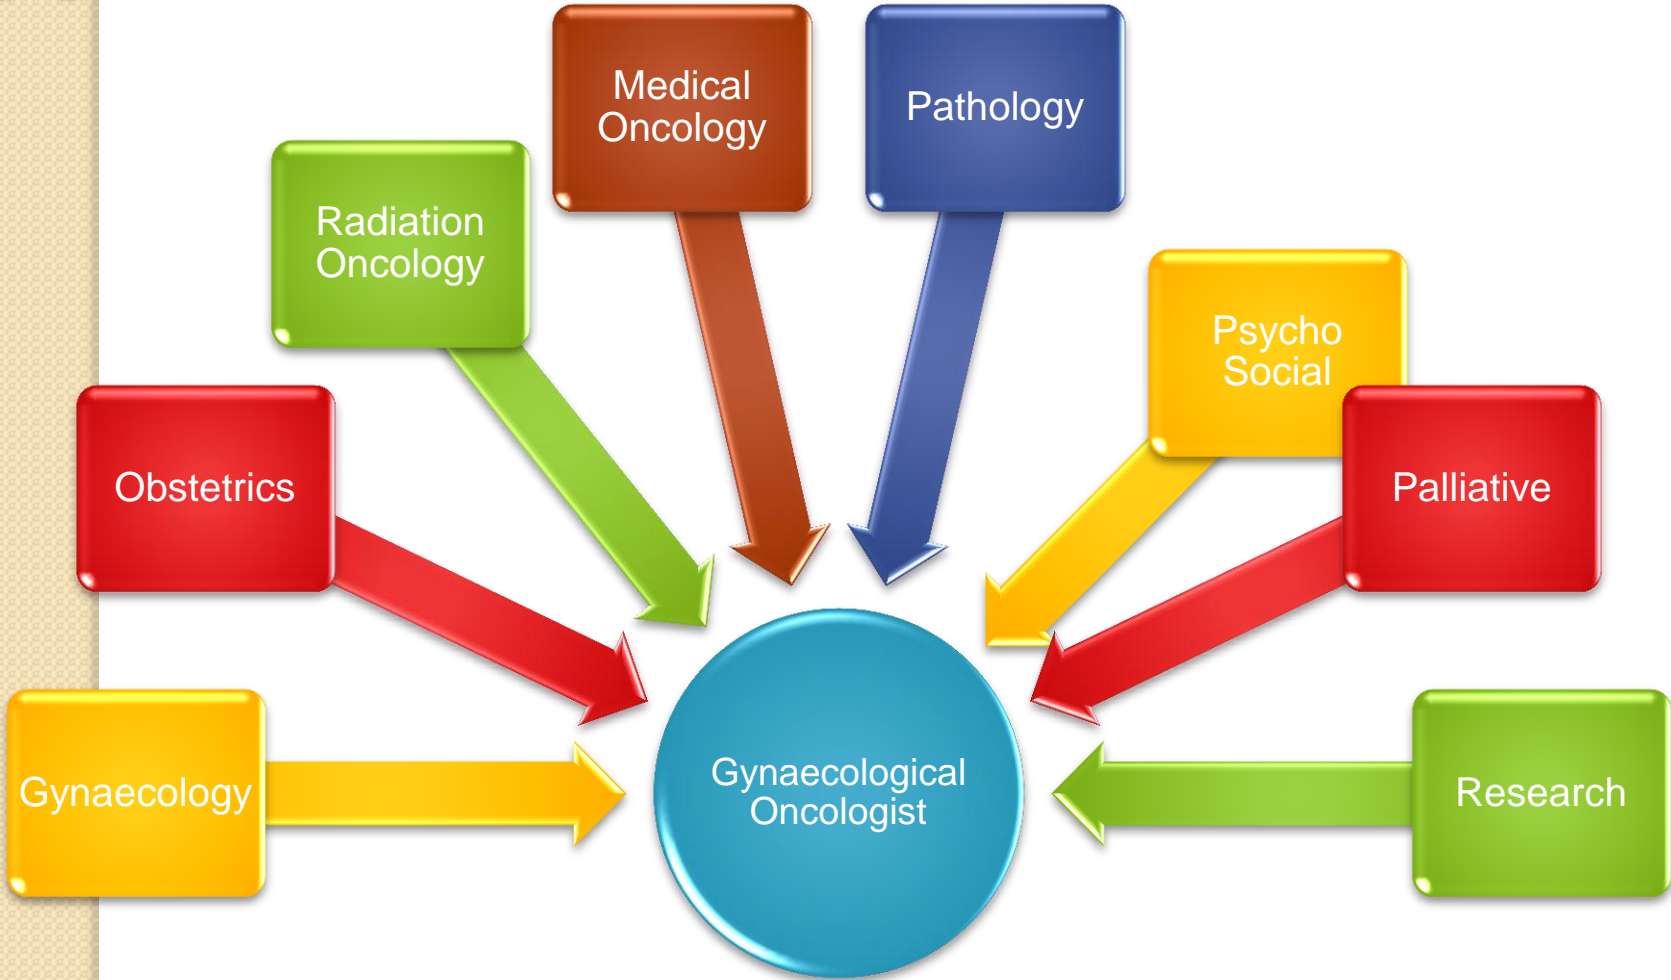 Medical
Oncology
Pathology
Radiation
Oncology
Psycho
Social
Obstetrics
Palliative
Gynaecology
Gynaecological
Oncologist
Research